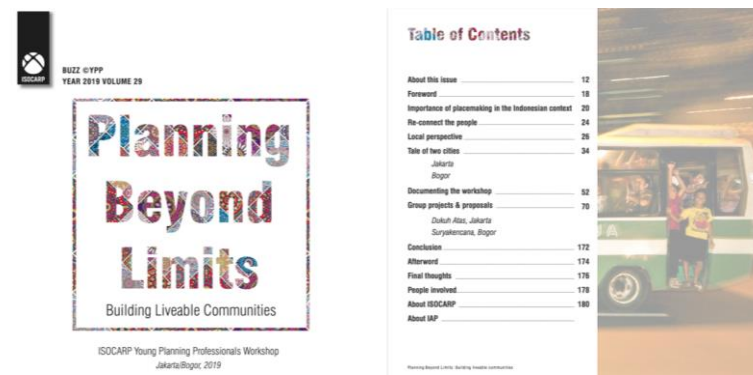 ISOCARP
BUZZ ©YPP
YEAR 2019 VOLUME 29
Planning
Beyond
Limits
Building Liveable Communities
ISOCARP Young Planning Professionals Workshop
Jakarta/Bogor, 2019
Table of Contents
About this issue 12
Foreword 18
Importance of placemaking in the Indonesian context 20
Re-connect the people 24
Local perspective 26
Tale of two cities 34
Jakarta
Bogor
Documenting the workshop 52
Group projects & proposals 70
Dukuh Atas, Jakarta
Suryakencana, Bogor
Conclusion 172
Afterword 174
Final thoughts 176
People involved 178
About ISOCARP 180
About IAP
Planning Beyond Limits: Building liveable communities